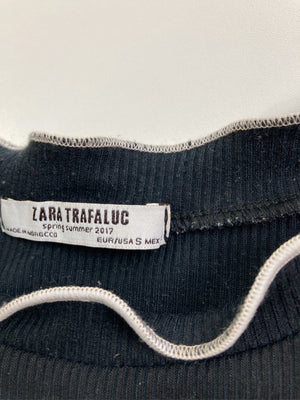 ZARA TRAFALUC
spring summer 2017
MADE IN MOROCCO
EUR/USA S MEX